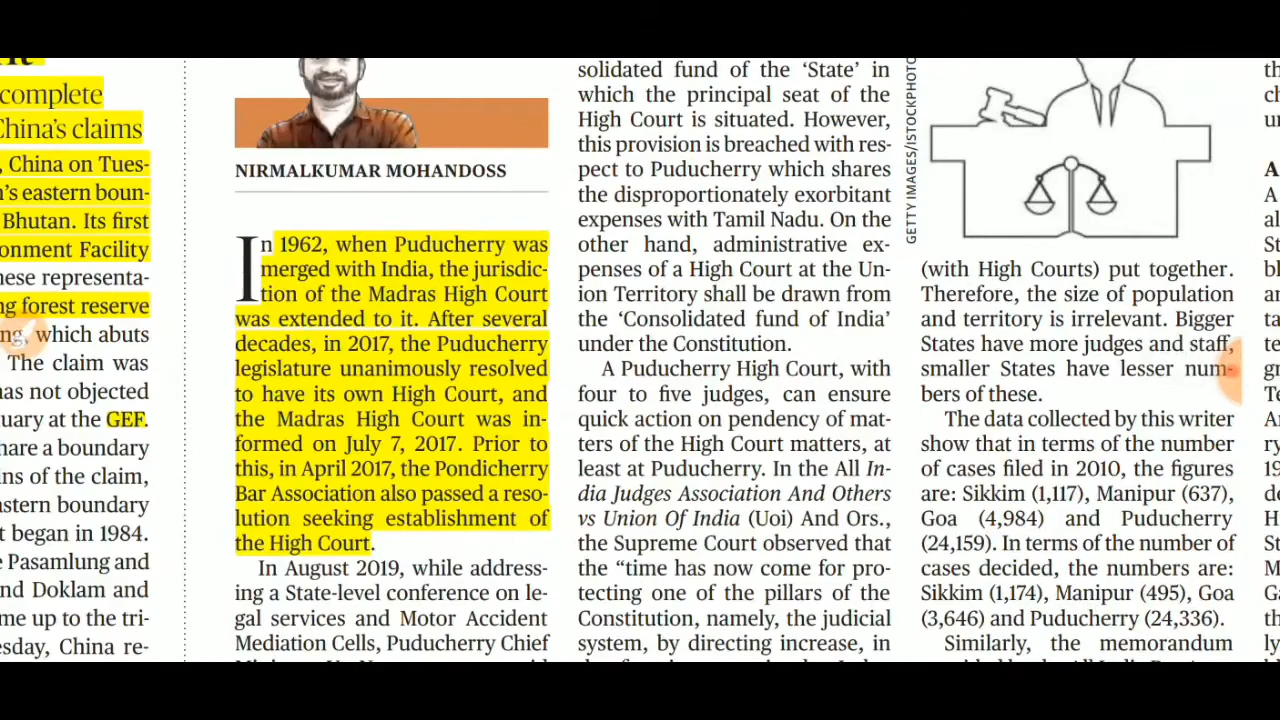 complete
China's claims
, China on Tues-
n's eastern boun-
Bhutan. Its first
onment Facility
hese representa-
ng forest reserve
ng, which abuts
The claim was
has not objected
uary at the GEF.
hare a boundary
ins of the claim,
astern boundary
t began in 1984.
e Pasamlung and
nd Doklam and
me up to the tri-
sday, China re-
NIRMALKUMAR MOHANDOSS
In 1962, when Puducherry was
merged with India, the jurisdic-
tion of the Madras High Court
was extended to it. After several
decades, in 2017, the Puducherry
legislature unanimously resolved
to have its own High Court, and
the Madras High Court was in-
formed on July 7, 2017. Prior to
this, in April 2017, the Pondicherry
Bar Association also passed a reso-
lution seeking establishment of
the High Court.
In August 2019, while address-
ing a State-level conference on le-
gal services and Motor Accident
Mediation Cells, Puducherry Chief
solidated fund of the 'State' in
which the principal seat of the
High Court is situated. However,
this provision is breached with res-
pect to Puducherry which shares
the disproportionately exorbitant
expenses with Tamil Nadu. On the
other hand, administrative ex-
penses of a High Court at the Un-
ion Territory shall be drawn from
the 'Consolidated fund of India'
under the Constitution.
A Puducherry High Court, with
four to five judges, can ensure
quick action on pendency of mat-
ters of the High Court matters, at
least at Puducherry. In the All In-
dia Judges Association And Others
vs Union Of India (Uoi) And Ors.,
the Supreme Court observed that
the "time has now come for pro-
tecting one of the pillars of the
Constitution, namely, the judicial
system, by directing increase, in
GETTY IMAGES/ISTOCKPHOTO
(with High Courts) put together.
Therefore, the size of population
and territory is irrelevant. Bigger
States have more judges and staff,
smaller States have lesser num-
bers of these.
The data collected by this writer
show that in terms of the number
of cases filed in 2010, the figures
are: Sikkim (1,117), Manipur (637),
Goa (4,984) and Puducherry
(24,159). In terms of the number of
cases decided, the numbers are:
Sikkim (1,174), Manipur (495), Goa
(3,646) and Puducherry (24,336).
Similarly, the memorandum